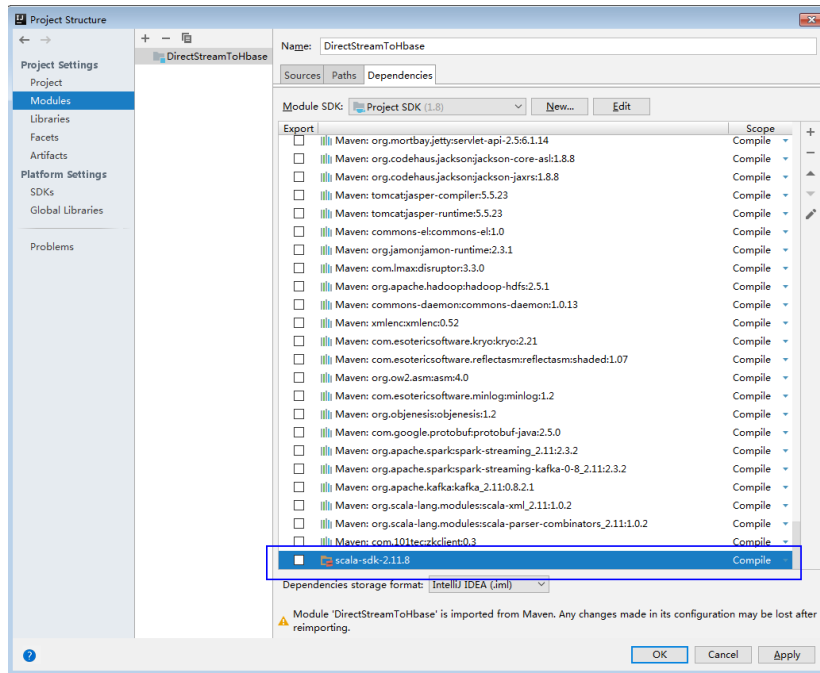 Project Structure
Project Settings
Project
Modules
Libraries
Facets
Artifacts
Platform Settings
SDKs
Global Libraries
Problems
DirectStreamToHbase
Name: DirectStreamToHbase
Sources Paths Dependencies
Module SDK: Project SDK (1.8) New... Edit
Export Scope
Maven: org.mortbay.jetty:servlet-api-2.5:6.1.14 Compile
Maven: org.codehaus.jackson:jackson-core-asl:1.8.8 Compile
Maven: org.codehaus.jackson:jackson-jaxrs:1.8.8 Compile
Maven: tomcat:jasper-compiler:5.5.23 Compile
Maven: tomcat:jasper-runtime:5.5.23 Compile
Maven: commons-el:commons-el:1.0 Compile
Maven: org.jamon:jamon-runtime:2.3.1 Compile
Maven: com.lmax:disruptor:3.3.0 Compile
Maven: org.apache.hadoop:hadoop-hdfs:2.5.1 Compile
Maven: commons-daemon:commons-daemon:1.0.13 Compile
Maven: xmlenc:xmlenc:0.52 Compile
Maven: com.esotericsoftware.kryo:kryo:2.21 Compile
Maven: com.esotericsoftware.reflectasm:reflectasm:shaded:1.07 Compile
Maven: org.ow2.asm:asm:4.0 Compile
Maven: com.esotericsoftware.minlog:minlog:1.2 Compile
Maven: org.objenesis:objenesis:1.2 Compile
Maven: com.google.protobuf:protobuf-java:2.5.0 Compile
Maven: org.apache.spark:spark-streaming_2.11:2.3.2 Compile
Maven: org.apache.spark:spark-streaming-kafka-0-8_2.11:2.3.2 Compile
Maven: org.apache.kafka:kafka_2.11:0.8.2.1 Compile
Maven: org.scala-lang.modules:scala-xml_2.11:1.0.2 Compile
Maven: org.scala-lang.modules:scala-parser-combinators_2.11:1.0.2 Compile
Maven: com.101tec:zkclient:0.3 Compile
scala-sdk-2.11.8 Compile
Dependencies storage format: IntelliJ IDEA (.iml)
Module 'DirectStreamToHbase' is imported from Maven. Any changes made in its configuration may be lost after
reimporting.
OK Cancel Apply